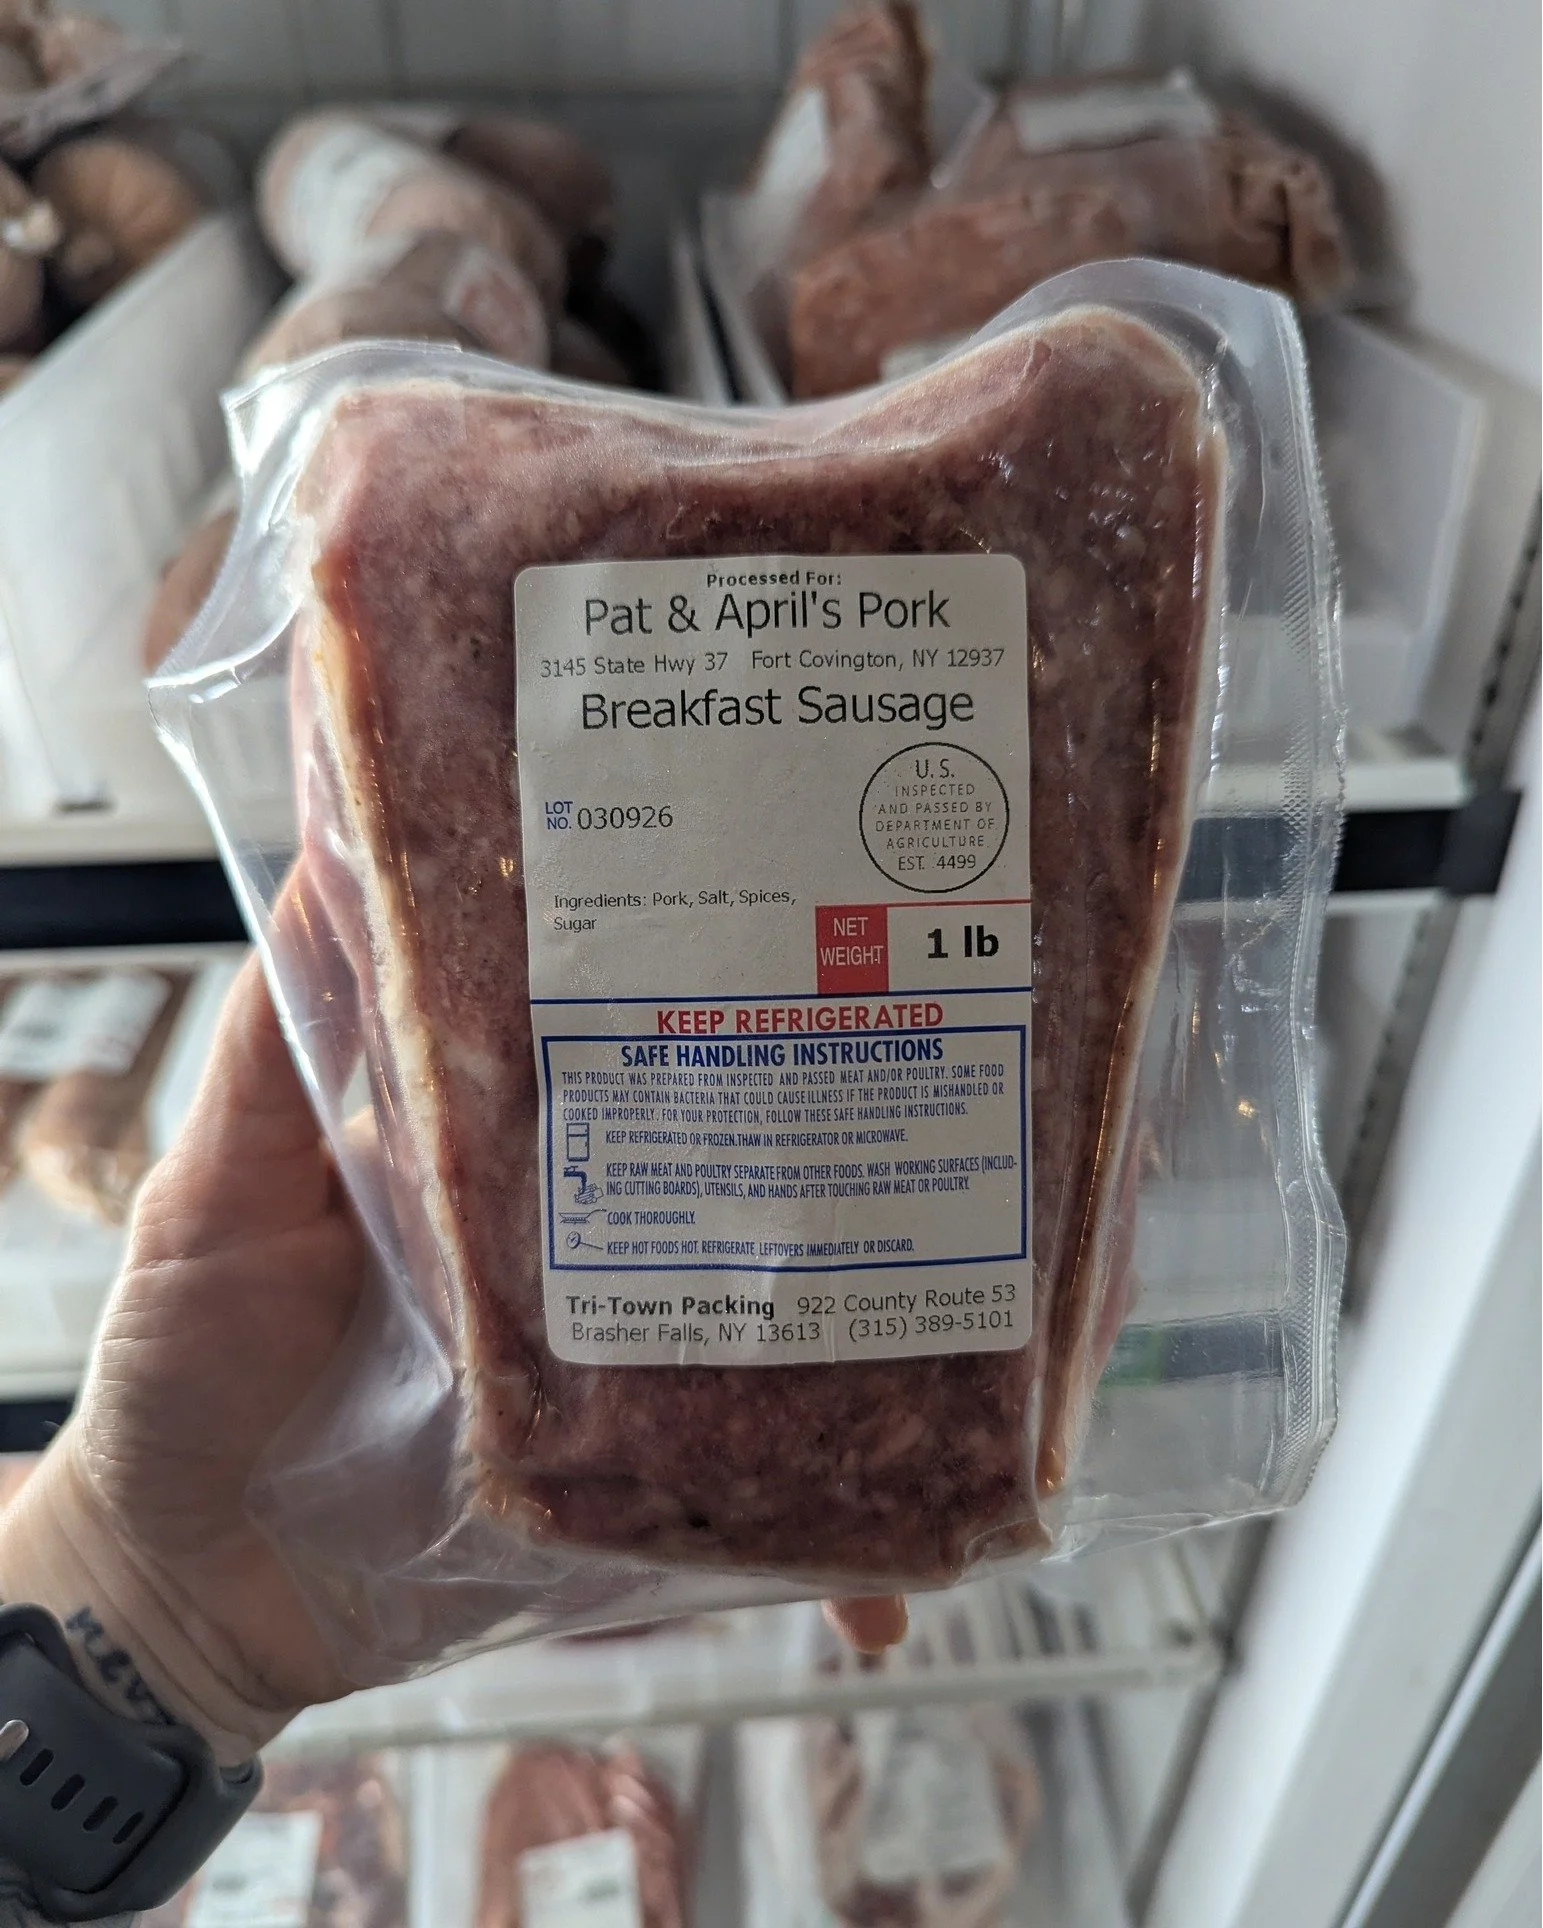 Processed For:
Pat & April's Pork
3145 State Hwy 37 Fort Covington, NY 12937
Breakfast Sausage
LOT
NO. 030926
U.S.
INSPECTED
AND PASSED BY
DEPARTMENT OF
AGRICULTURE
EST. 4499
Ingredients: Pork, Salt, Spices,
Sugar
NET
WEIGHT
1 lb
KEEP REFRIGERATED
SAFE HANDLING INSTRUCTIONS
THIS PRODUCT WAS PREPARED FROM INSPECTED AND PASSED MEAT AND/OR POULTRY. SOME FOOD
PRODUCTS MAY CONTAIN BACTERIA THAT COULD CAUSE ILLNESS IF THE PRODUCT IS MISHANDLED OR
COOKED IMPROPERLY. FOR YOUR PROTECTION, FOLLOW THESE SAFE HANDLING INSTRUCTIONS.
KEEP REFRIGERATED OR FROZEN. THAW IN REFRIGERATOR OR MICROWAVE.
KEEP RAW MEAT AND POULTRY SEPARATE FROM OTHER FOODS. WASH WORKING SURFACES (INCLUD-
ING CUTTING BOARDS), UTENSILS, AND HANDS AFTER TOUCHING RAW MEAT OR POULTRY.
COOK THOROUGHLY.
KEEP HOT FOODS HOT. REFRIGERATE LEFTOVERS IMMEDIATELY OR DISCARD.
Tri-Town Packing 922 County Route 53
Brasher Falls, NY 13613 (315) 389-5101